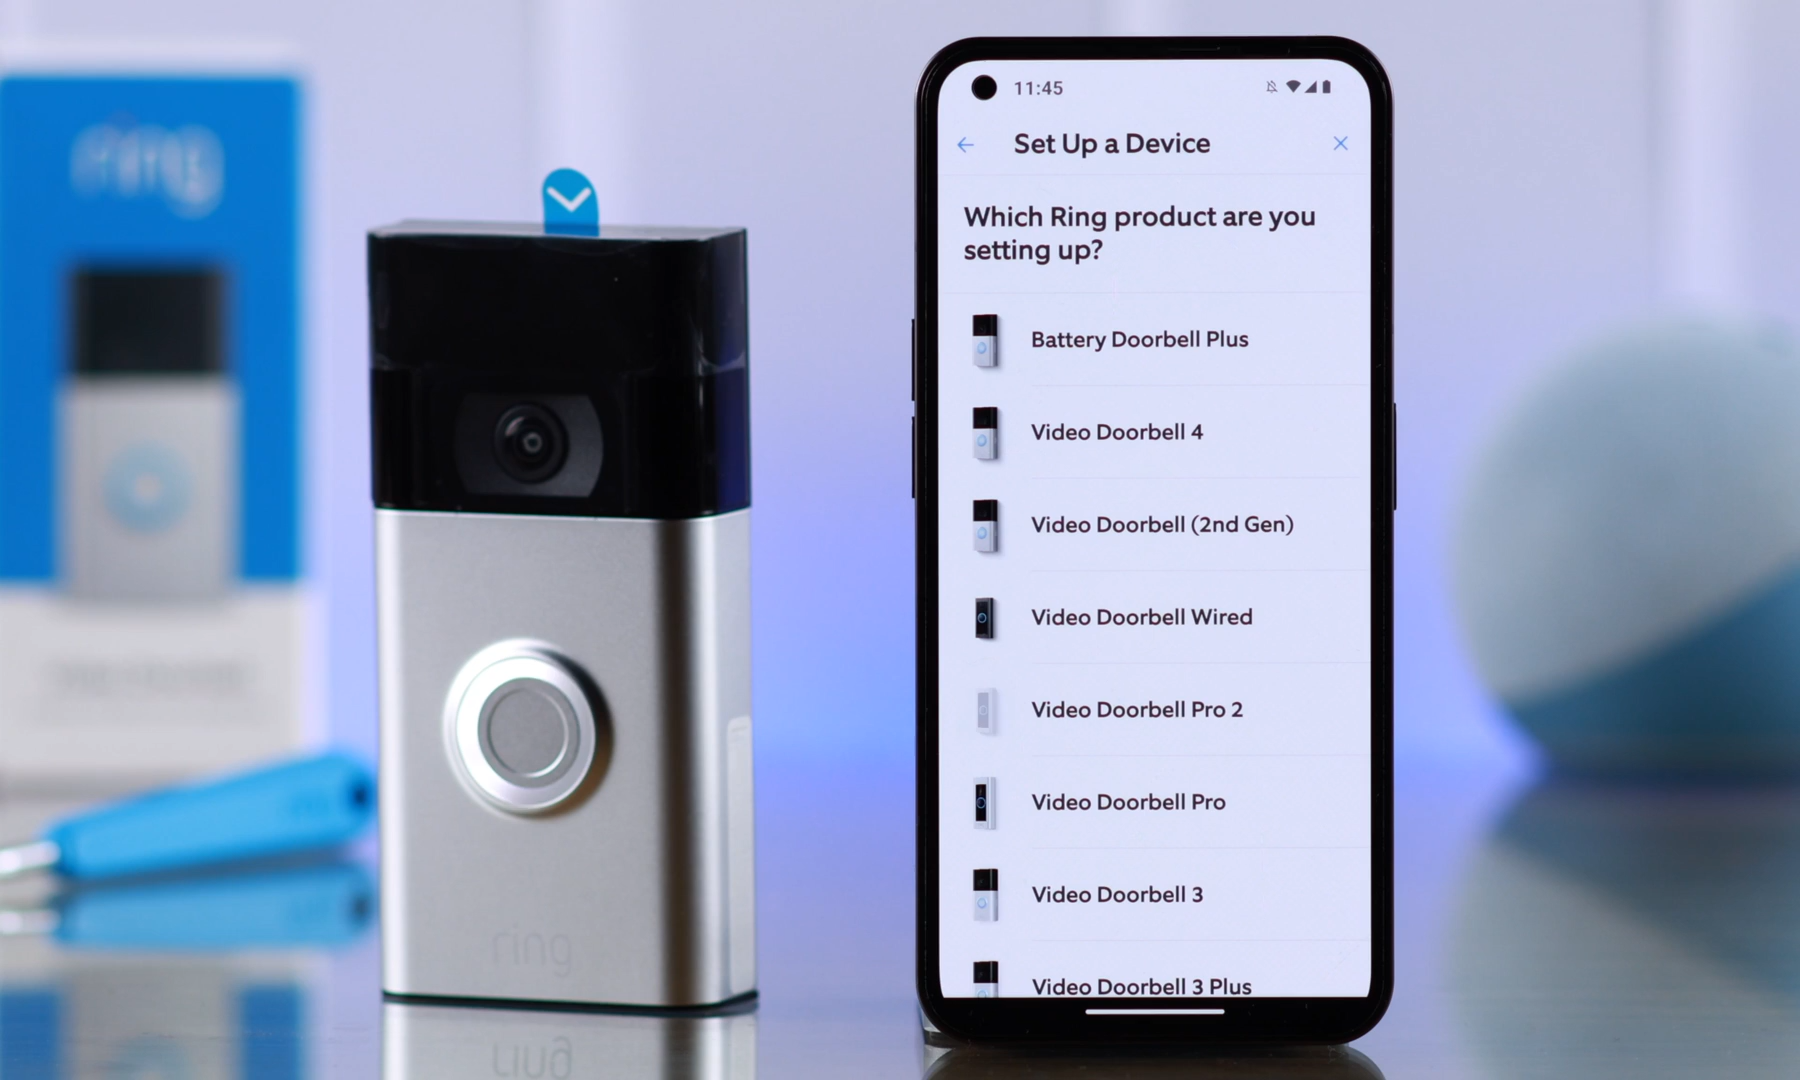 ring
ring
11:45
Set Up a Device
Which Ring product are you
setting up?
Battery Doorbell Plus
Video Doorbell 4
Video Doorbell (2nd Gen)
Video Doorbell Wired
Video Doorbell Pro 2
Video Doorbell Pro
Video Doorbell 3
Video Doorbell 3 Plus